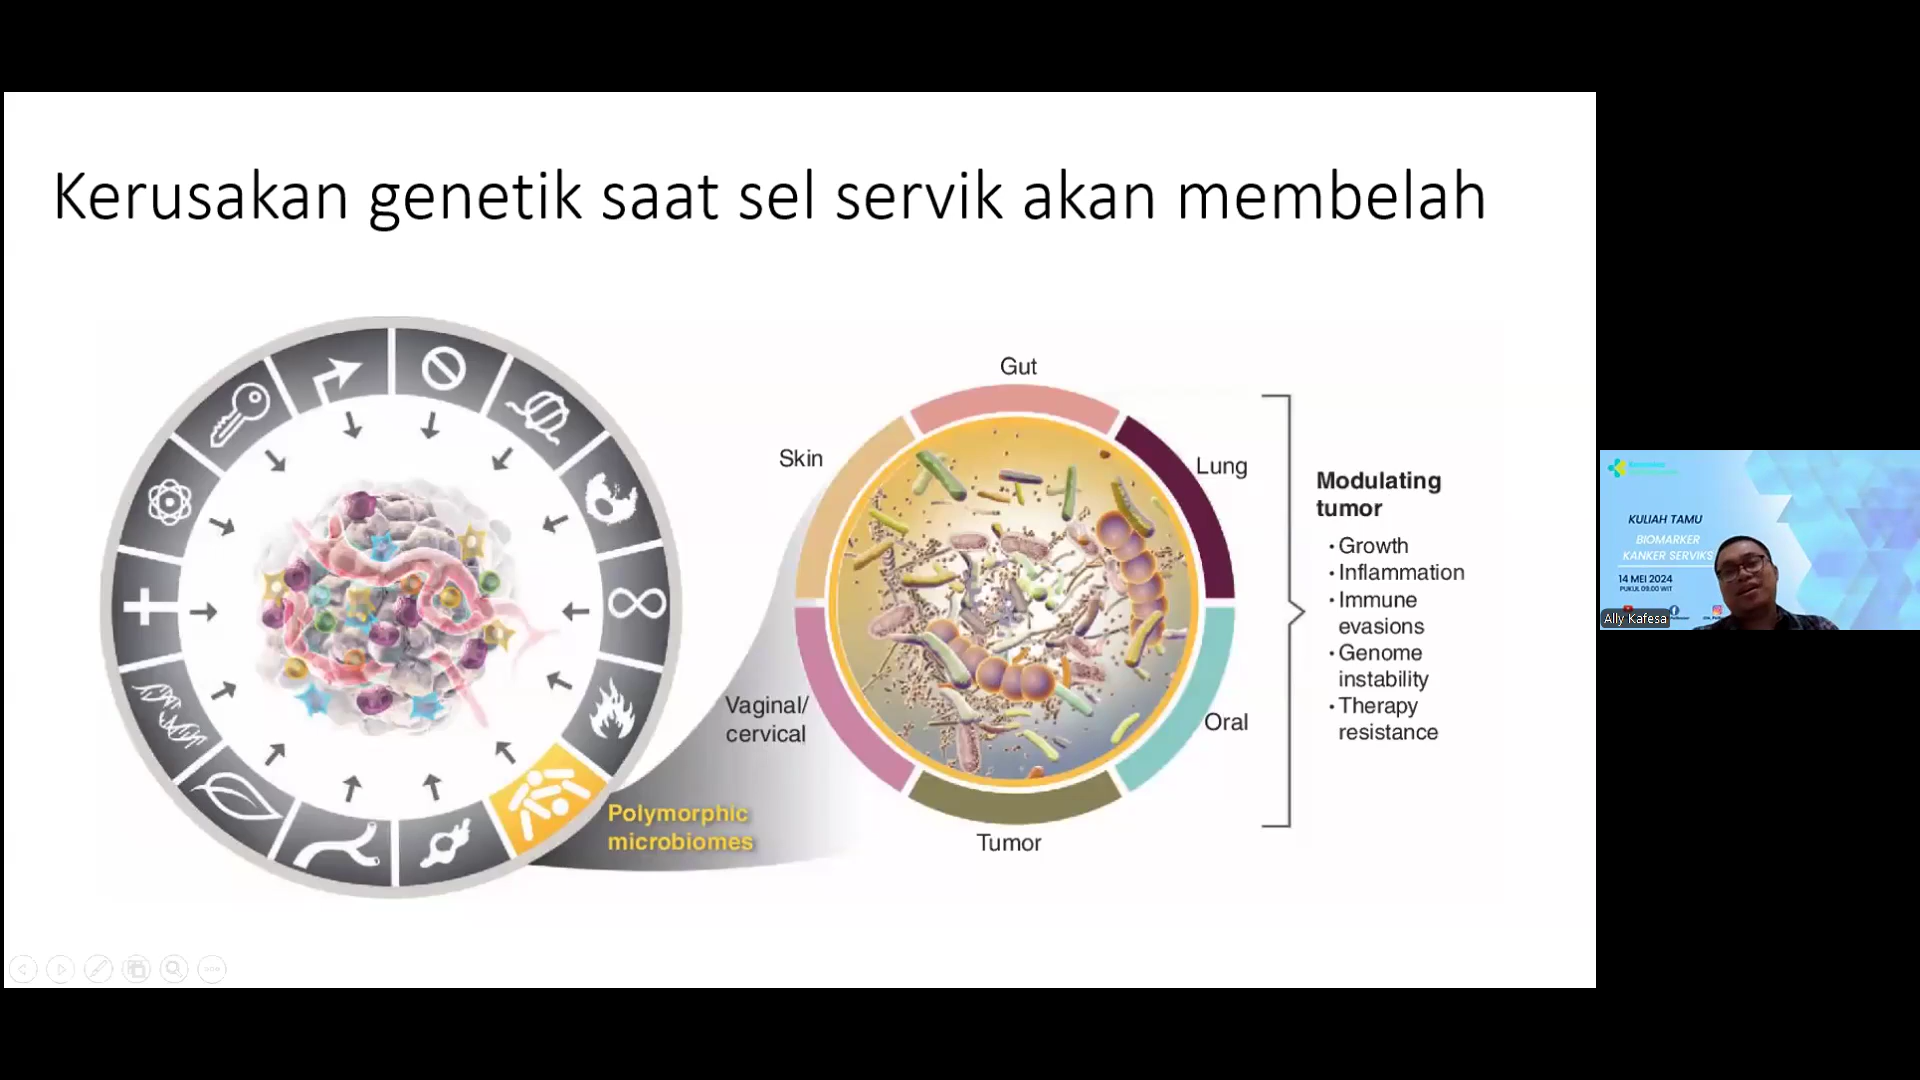 Kerusakan genetik saat sel servik akan membelah
Gut
Skin
Lung
Vaginal/
cervical
Oral
Tumor
Polymorphic
microbiomes
Modulating
tumor
• Growth
• Inflammation
• Immune
evasions
• Genome
instability
• Therapy
resistance
KULIAH TAMU
BIOMARKER
KANKER SERVIKS
14 MEI 2024
PUKUL 09.00 WIT
Ally Kafesa